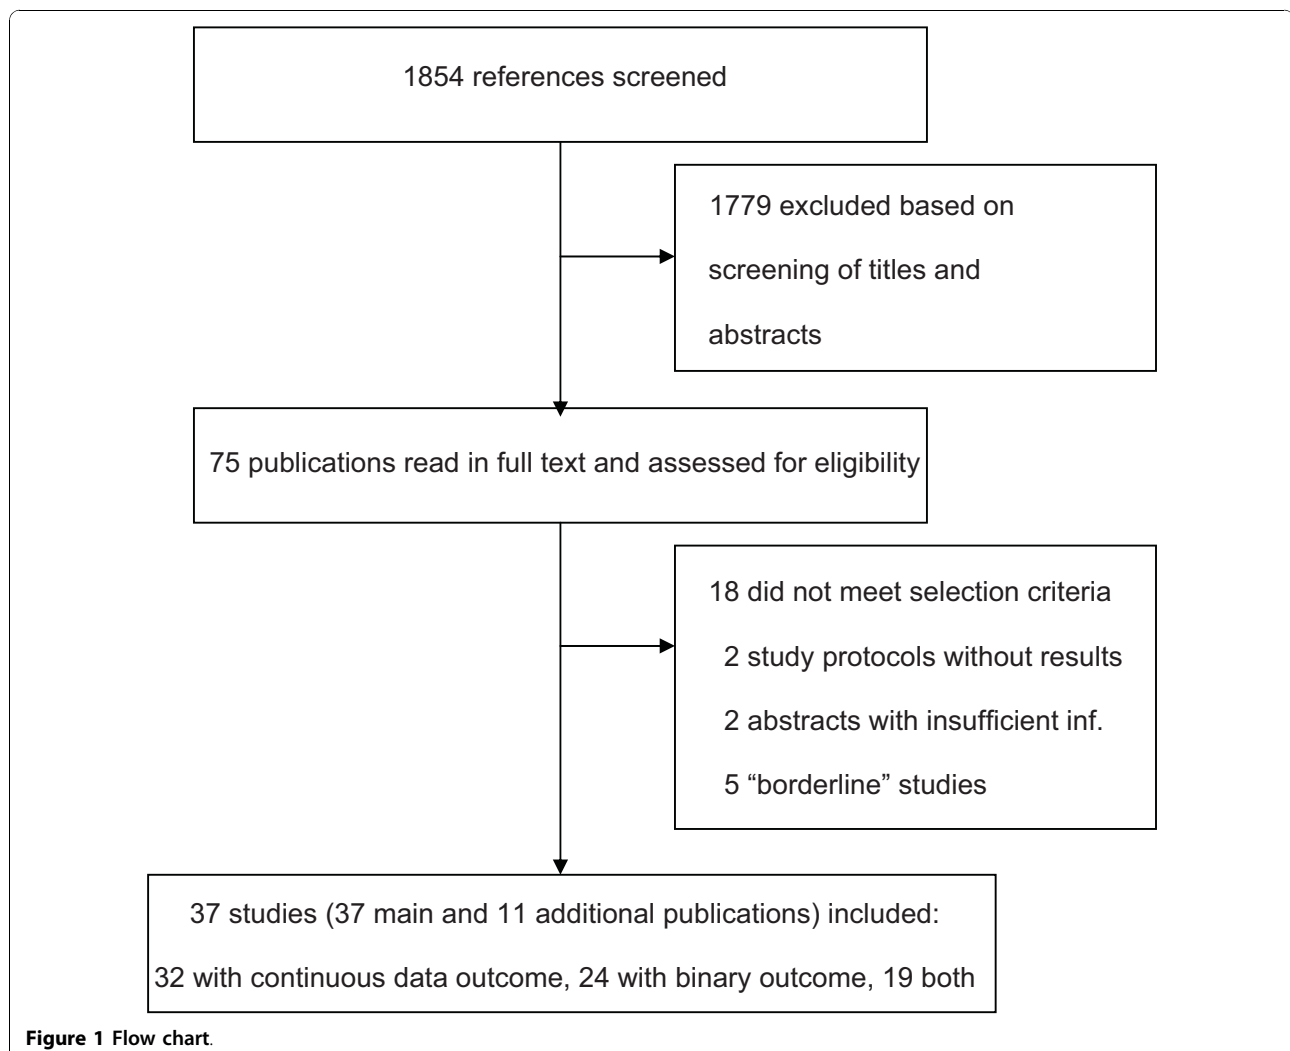 1854 references screened
1779 excluded based on
screening of titles and
abstracts
75 publications read in full text and assessed for eligibility
18 did not meet selection criteria
2 study protocols without results
2 abstracts with insufficient inf.
5 “borderline” studies
37 studies (37 main and 11 additional publications) included:
32 with continuous data outcome, 24 with binary outcome, 19 both
Figure 1 Flow chart.